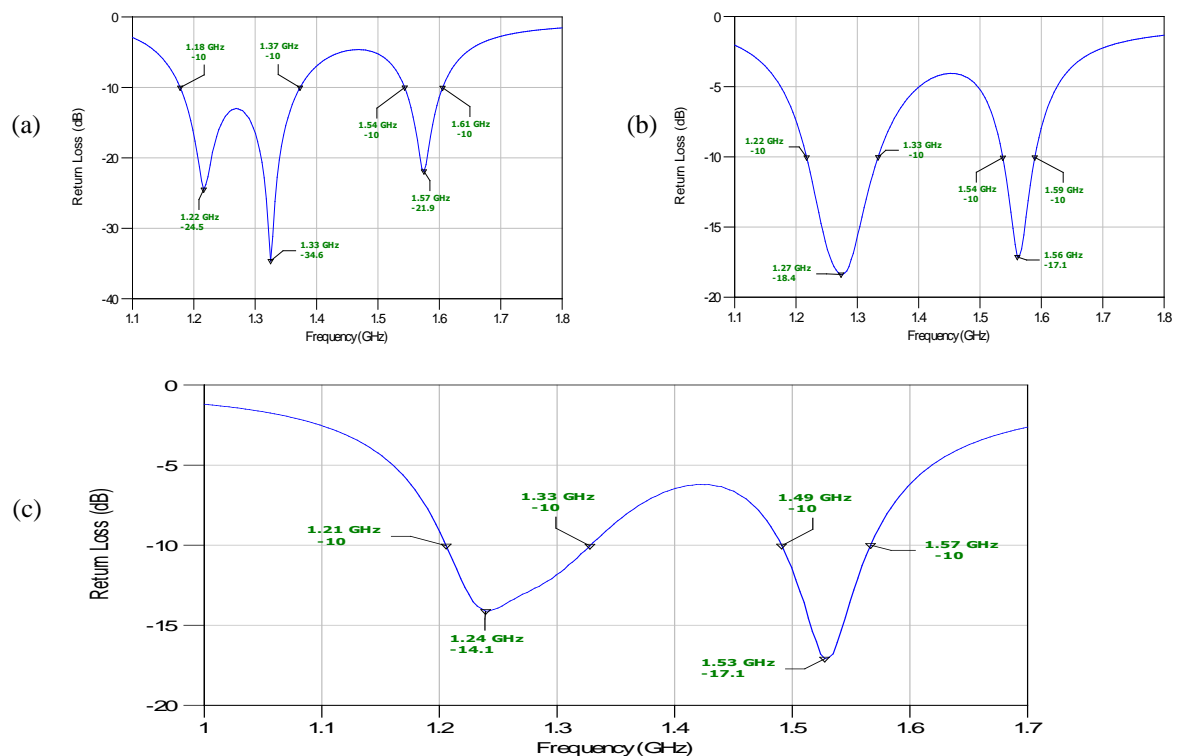 (a)
Return Loss (dB)
0
-10
-20
-30
-40
1.18 GHz
-10
1.37 GHz
-10
1.54 GHz
-10
1.61 GHz
-10
1.22 GHz
-24.5
1.33 GHz
-34.6
1.57 GHz
-21.9
1.1 1.2 1.3 1.4 1.5 1.6 1.7 1.8
Frequency(GHz)
(b)
Return Loss (dB)
0
-5
-10
-15
-20
1.22 GHz
-10
1.33 GHz
-10
1.54 GHz
-10
1.59 GHz
-10
1.27 GHz
-18.4
1.56 GHz
-17.1
1.1 1.2 1.3 1.4 1.5 1.6 1.7 1.8
Frequency(GHz)
(c)
Return Loss (dB)
0
-5
-10
-15
-20
1.21 GHz
-10
1.33 GHz
-10
1.49 GHz
-10
1.57 GHz
-10
1.24 GHz
-14.1
1.53 GHz
-17.1
1 1.1 1.2 1.3 1.4 1.5 1.6 1.7
Frequency(GHz)